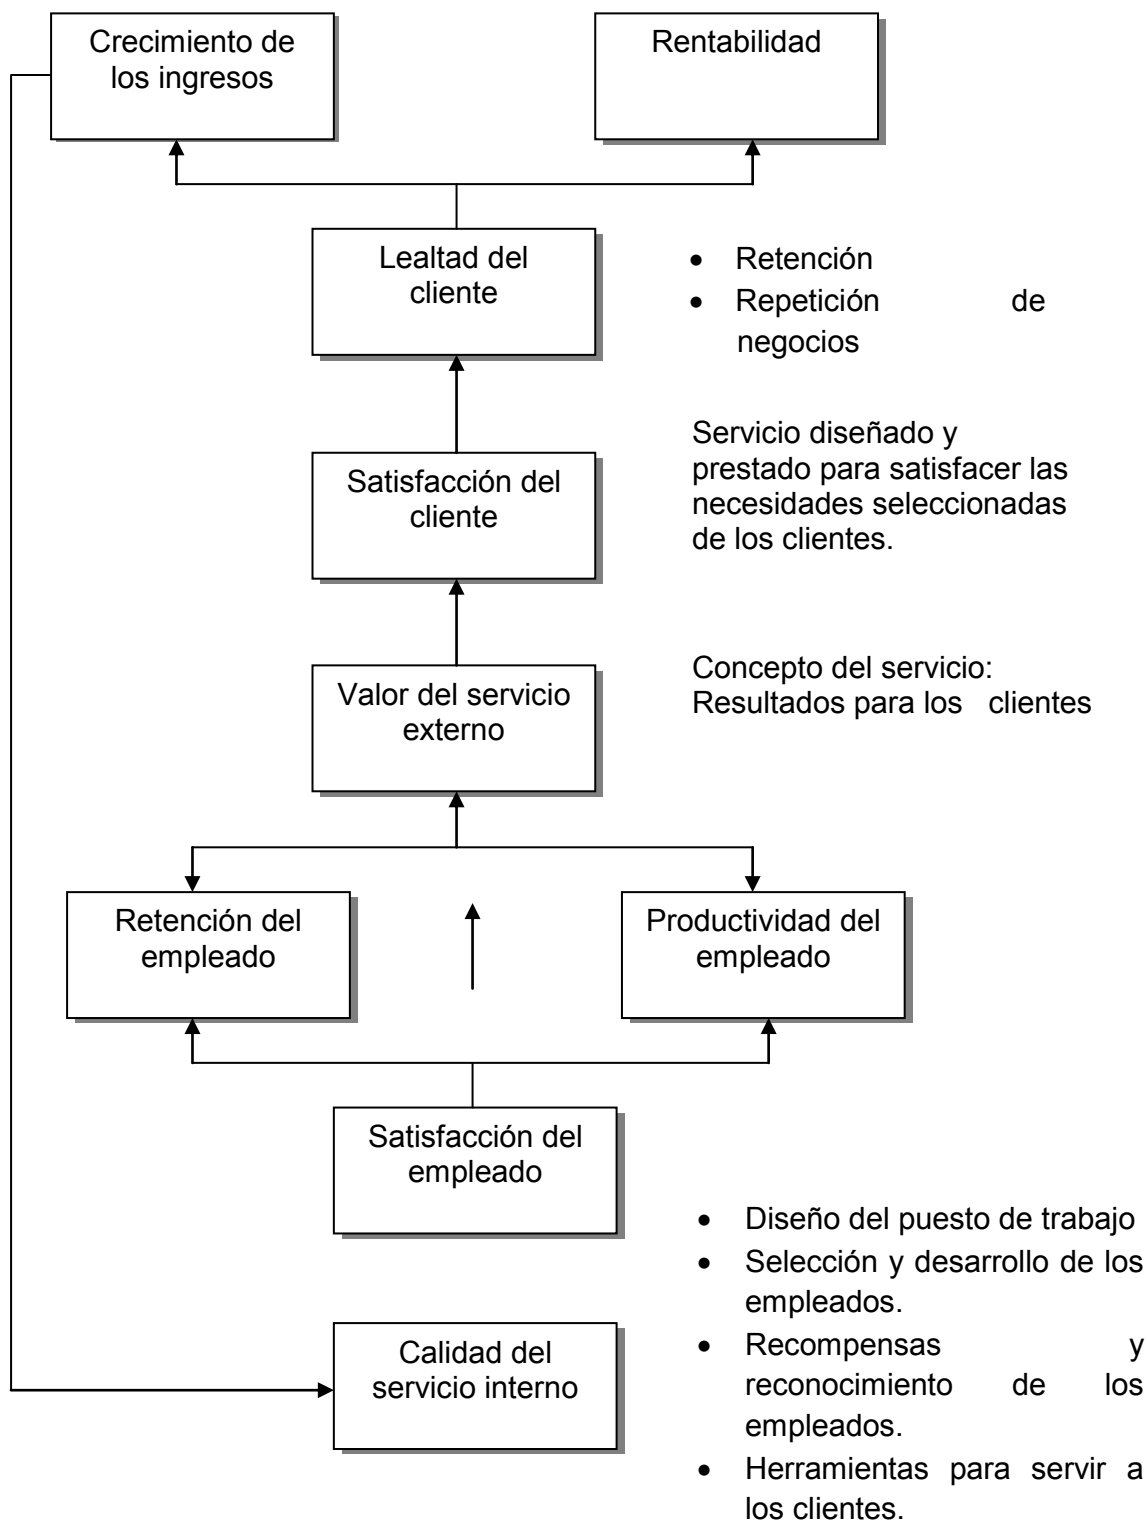 Crecimiento de
los ingresos
Rentabilidad
Lealtad del
cliente
• Retención
• Repetición de
negocios
Satisfacción del
cliente
Servicio diseñado y
prestado para satisfacer las
necesidades seleccionadas
de los clientes.
Valor del servicio
externo
Concepto del servicio:
Resultados para los clientes
Retención del
empleado
Productividad del
empleado
Satisfacción del
empleado
• Diseño del puesto de trabajo
• Selección y desarrollo de los
empleados.
• Recompensas y
reconocimiento de los
empleados.
• Herramientas para servir a
los clientes.
Calidad del
servicio interno